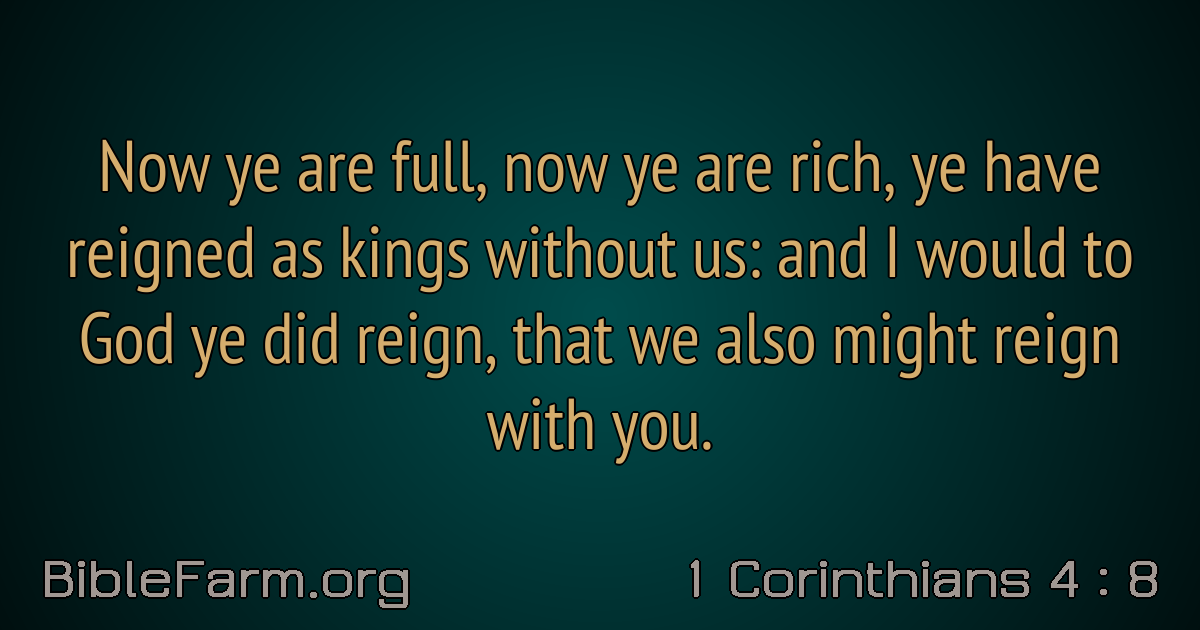 Now ye are full, now ye are rich, ye have
reigned as kings without us: and I would to
God ye did reign, that we also might reign
with you.
BibleFarm.org
1 Corinthians 4 : 8